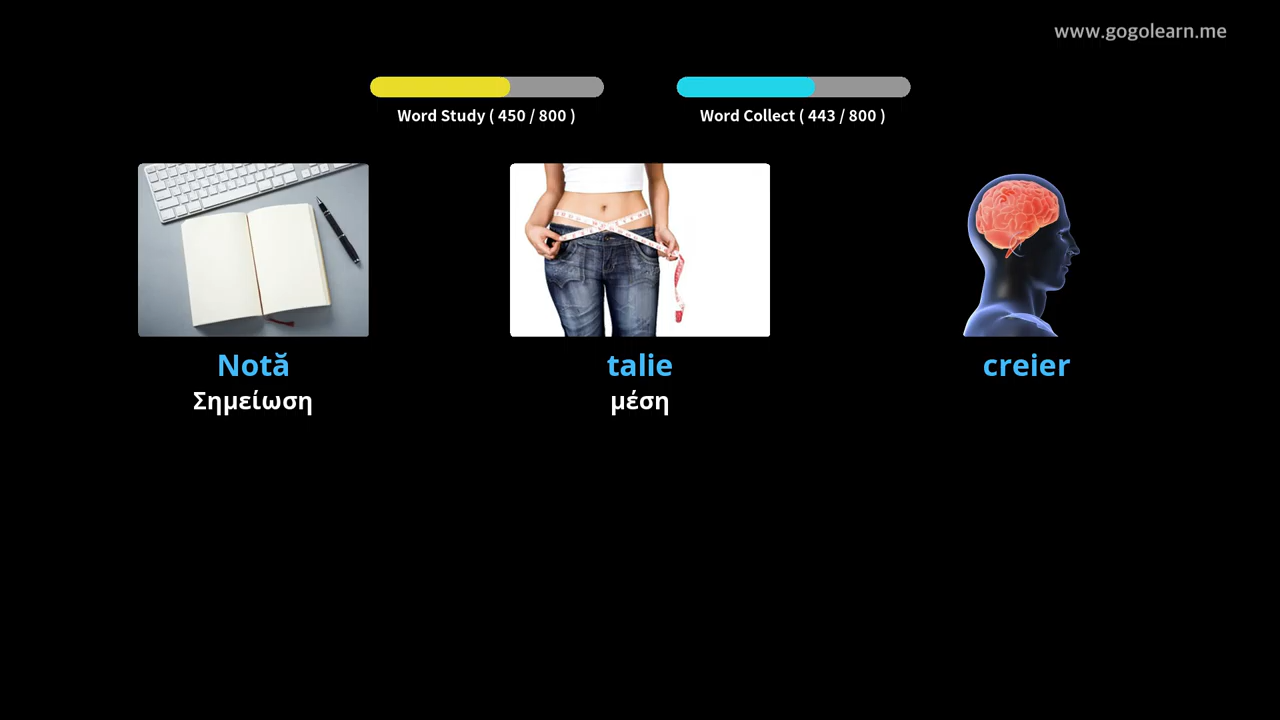 www.gogolearn.me
Word Study ( 450 / 800 )
Word Collect ( 443 / 800 )
Notă
Σημείωση
talie
μέση
creier